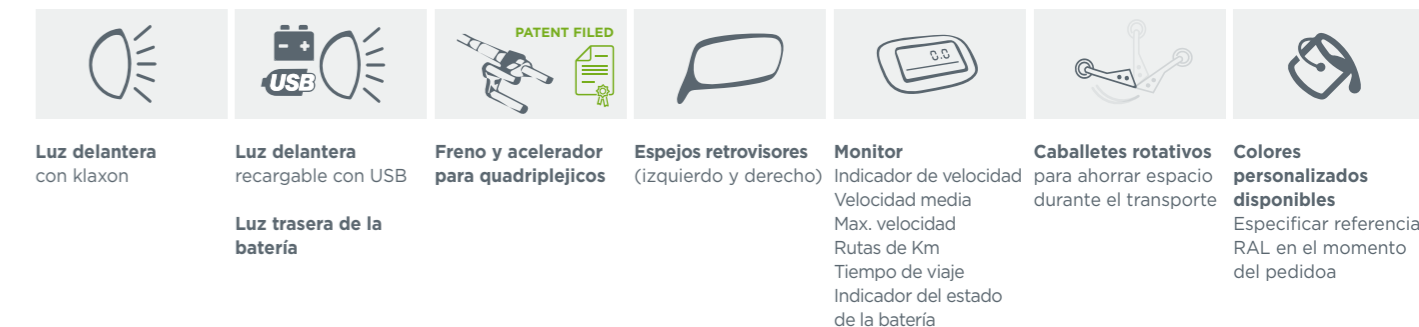 USB
PATENT FILED
0.0
Luz delantera
con klaxon
Luz delantera
recargable con USB
Luz trasera de la
batería
Freno y acelerador
para quadriplejicos
Espejos retrovisores
(izquierdo y derecho)
Monitor
Indicador de velocidad
Velocidad media
Max. velocidad
Rutas de Km
Tiempo de viaje
Indicador del estado
de la batería
Caballetes rotativos
para ahorrar espacio
durante el transporte
Colores
personalizados
disponibles
Especificar referencia
RAL en el momento
del pedidoa